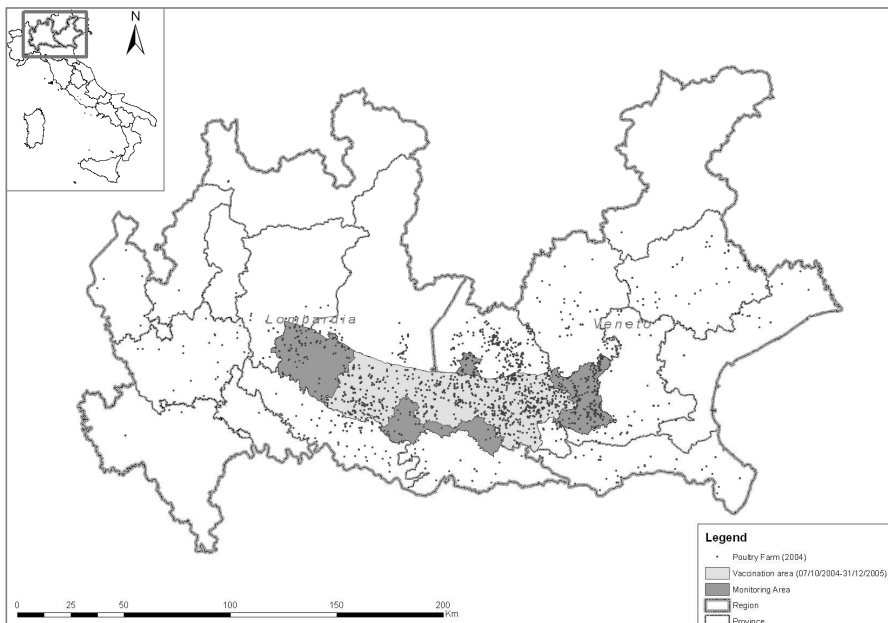 N
Lombardia
Veneto
Legend
Poultry Farm (2004)
Vaccination area (07/10/2004-31/12/2005)
Monitoring Area
Region
Province
0 25 50 100 150 200
Km